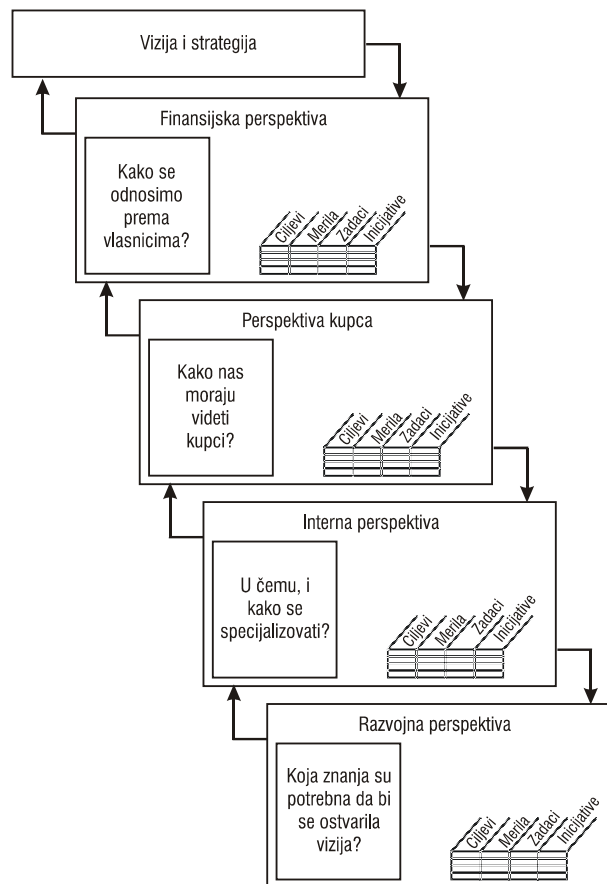 Vizija i strategija
Finansijska perspektiva
Kako se
odnosimo
prema
vlasnicima?
Ciljevi Merila Zadaci Inicijative
Perspektiva kupca
Kako nas
moraju
videti
kupci?
Ciljevi Merila Zadaci Inicijative
Interna perspektiva
U čemu, i
kako se
specijalizovati?
Ciljevi Merila Zadaci Inicijative
Razvojna perspektiva
Koja znanja su
potrebna da bi
se ostvarila
vizija?
Ciljevi Merila Zadaci Inicijative